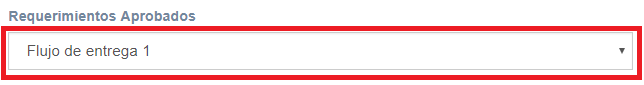 Requerimientos Aprobados
Flujo de entrega 1